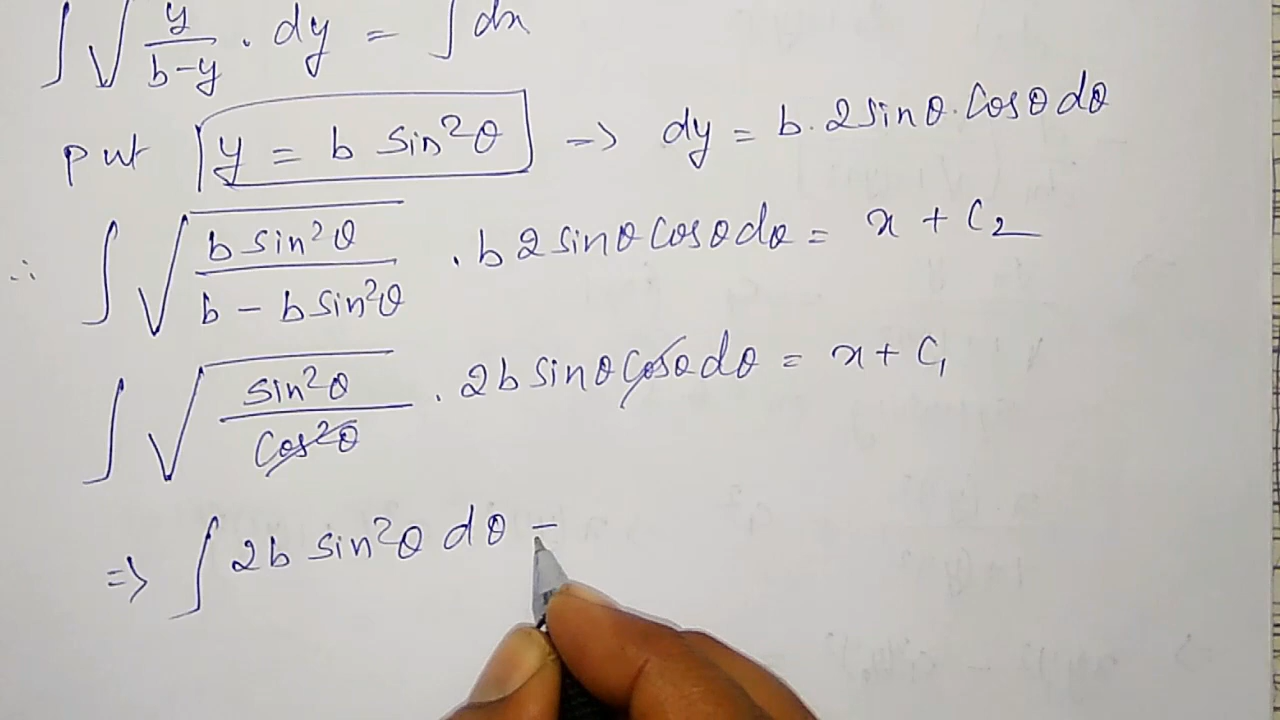 ∫ √(y/(b-y)) . dy = ∫ dx
put y = b sin²θ -> dy = b. 2sinθ. cosθ dθ
∴ ∫ √(b sin²θ/(b - b sin²θ)) . b 2 sinθ cosθ dθ = x + C₂
∫ √(sin²θ/cos²θ) . 2b sinθ cosθ dθ = x + C₁
=> ∫ 2b sin²θ dθ =